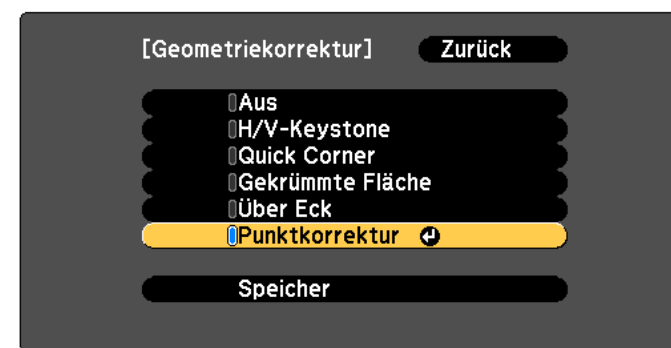 [Geometriekorrektur] Zurück
Aus
H/V-Keystone
Quick Corner
Gekrümmte Fläche
Über Eck
Punktkorrektur
Speicher